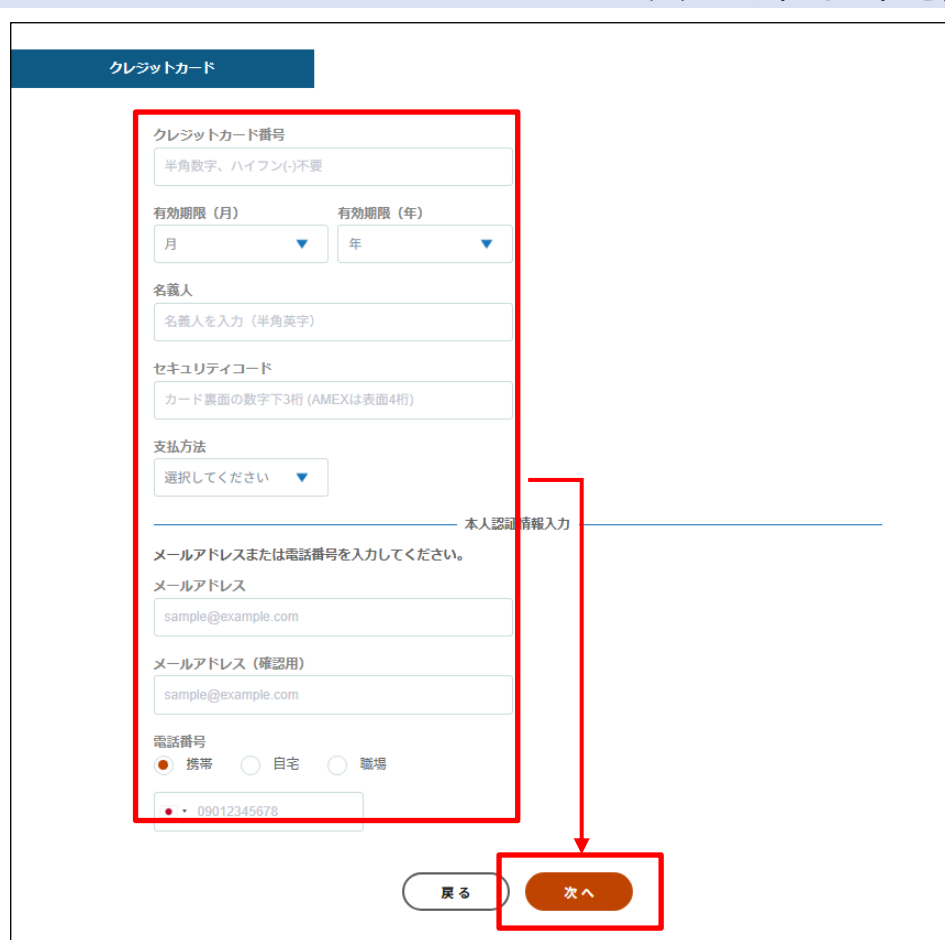 クレジットカード
クレジットカード番号
半角数字、ハイフン(-)不要
有効期限（月） 有効期限（年）
月 年
名義人
名義人を入力（半角英字）
セキュリティコード
カード裏面の数字下3桁 (AMEXは表面4桁)
支払方法
選択してください
本人認証情報入力
メールアドレスまたは電話番号を入力してください。
メールアドレス
sample@example.com
メールアドレス（確認用）
sample@example.com
電話番号
携帯 自宅 職場
09012345678
戻る 次へ